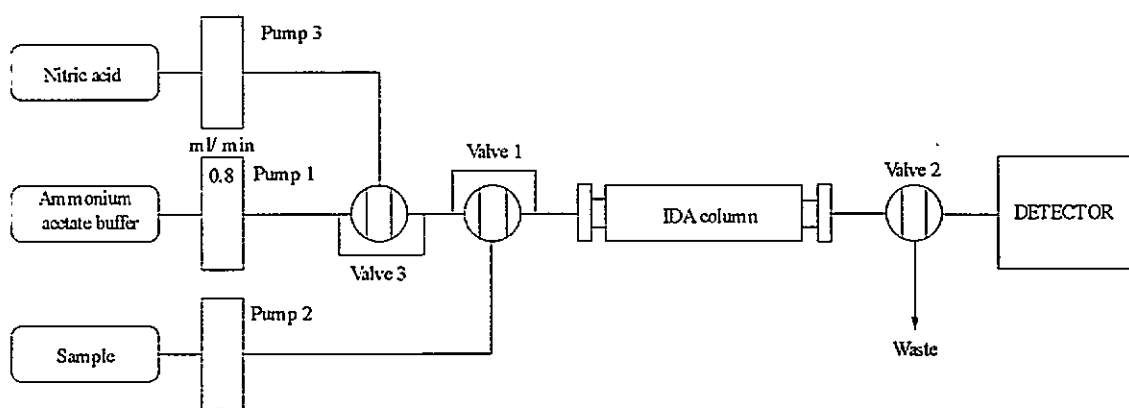 Pump 3
Nitric acid
ml/ min
0.8
Pump 1
Ammonium
acetate buffer
Valve 3
Valve 1
Pump 2
Sample
IDA column
Valve 2
DETECTOR
Waste